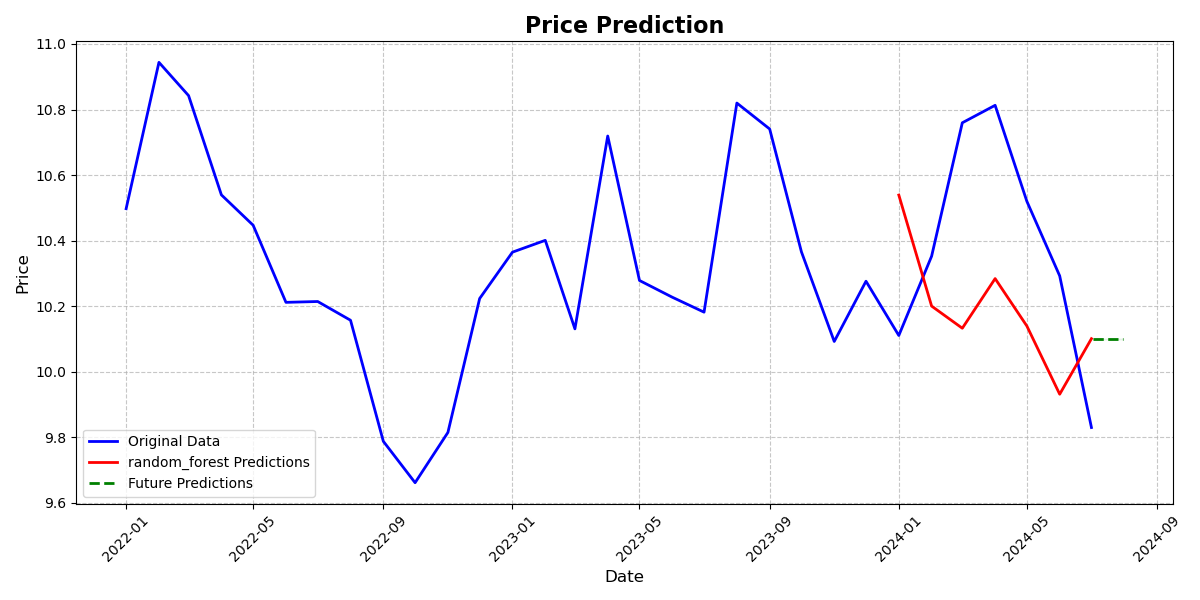 Price Prediction
11.0
10.8
10.6
10.4
10.2
10.0
9.8
9.6
Price
Original Data
random_forest Predictions
Future Predictions
2022-01
2022-05
2022-09
2023-01
2023-05
2023-09
2024-01
2024-05
2024-09
Date